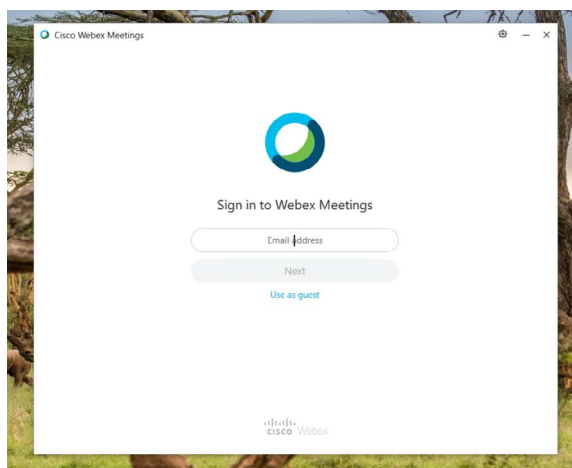 Cisco Webex Meetings
Sign in to Webex Meetings
Email address
Next
Use as guest
cisco Webex